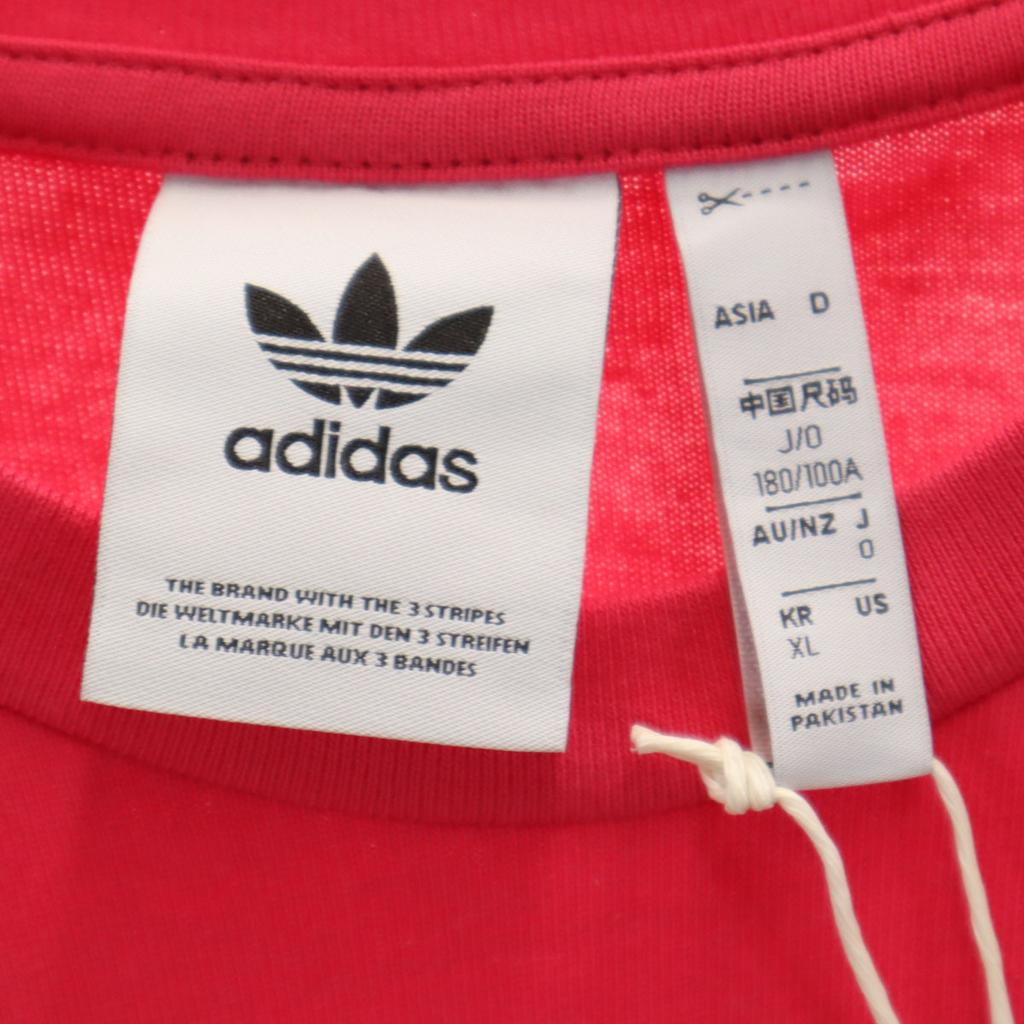 adidas
THE BRAND WITH THE 3 STRIPES
DIE WELTMARKE MIT DEN 3 STREIFEN
LA MARQUE AUX 3 BANDES
ASIA D
中国尺码
J/O
180/100A
AU/NZ J
O
KR US
XL
MADE IN
PAKISTAN